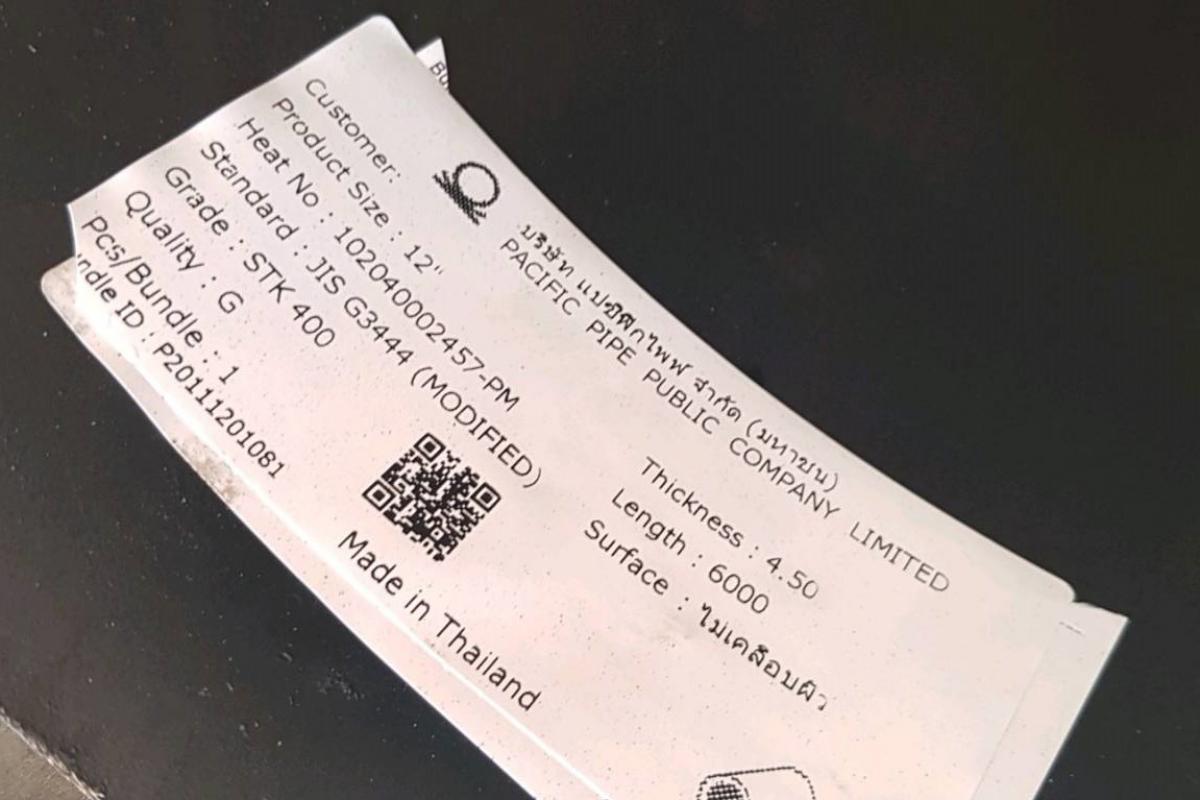 บริษัท แปซิฟิกไพพ์ จำกัด (มหาชน)
PACIFIC PIPE PUBLIC COMPANY LIMITED
Customer:
Product Size : 12"
Thickness : 4.50
Heat No : 102040002457-PM
Length : 6000
Standard : JIS G3444 (MODIFIED)
Surface : ไม่เคลือบผิว
Grade : STK 400
Quality : G
PCS/Bundle : 1
ndle ID : P20111201081
Made in Thailand